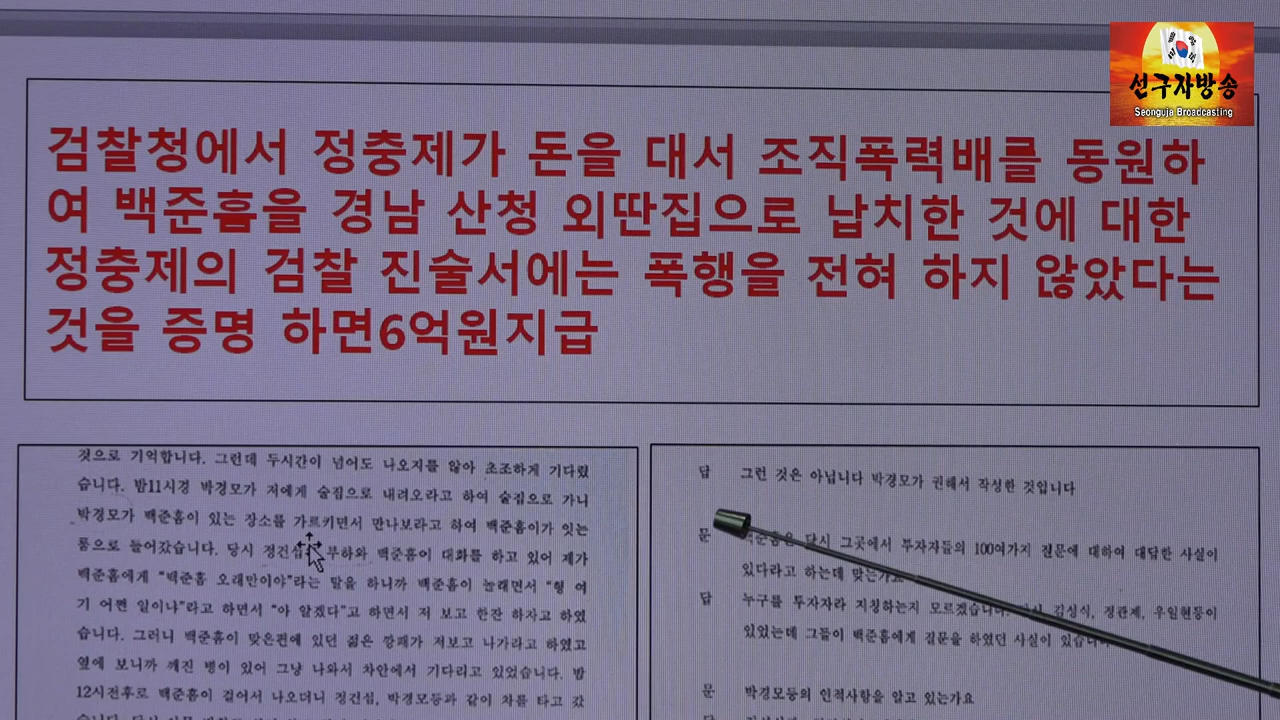 선구자방송
Seonguja Broadcasting
검찰청에서 정충제가 돈을 대서 조직폭력배를 동원하
여 백준흠을 경남 산청 외딴집으로 납치한 것에 대한
정충제의 검찰 진술서에는 폭행을 전혀 하지 않았다는
것을 증명 하면6억원지급
것으로 기억합니다. 그런데 두시간이 넘어도 나오지를 않아 초조하게 기다렸
습니다. 밤11시경 박경모가 저에게 술집으로 내려오라고 하여 술집으로 가니
박경모가 백준흠이 있는 장소를 가르키면서 만나보라고 하여 백준흠이가 잇는
룸으로 들어갔습니다. 당시 정건섭 부하와 백준흠이 대화를 하고 있어 제가
백준흠에게 "백준흠 오래만이야"라는 말을 하니까 백준흠이 놀래면서 "형 여
기 어쩐 일이냐"라고 하면서 "아 알겠다"고 하면서 저 보고 한잔 하자고 하였
습니다. 그러니 백준흠이 맞은편에 있던 젊은 깡패가 저보고 나가라고 하였고
옆에 보니까 깨진 병이 있어 그냥 나와서 차안에서 기다리고 있었습니다. 밤
12시전후로 백준흠이 걸어서 나오더니 정건섭, 박경모등과 같이 차를 타고 갔
답 그런 것은 아닙니다 박경모가 권해서 작성한 것입니다
문 백준흠은 당시 그곳에서 투자자들의 100여가지 질문에 대하여 대답한 사실이
있다라고 하는데 맞는가요
답 누구를 투자자라 지칭하는지 모르겠습니다. 김성식, 정관제, 우일현등이
있었는데 그들이 백준흠에게 질문을 하였던 사실이 있습니다.
문 박경모등의 인적사항을 알고 있는가요